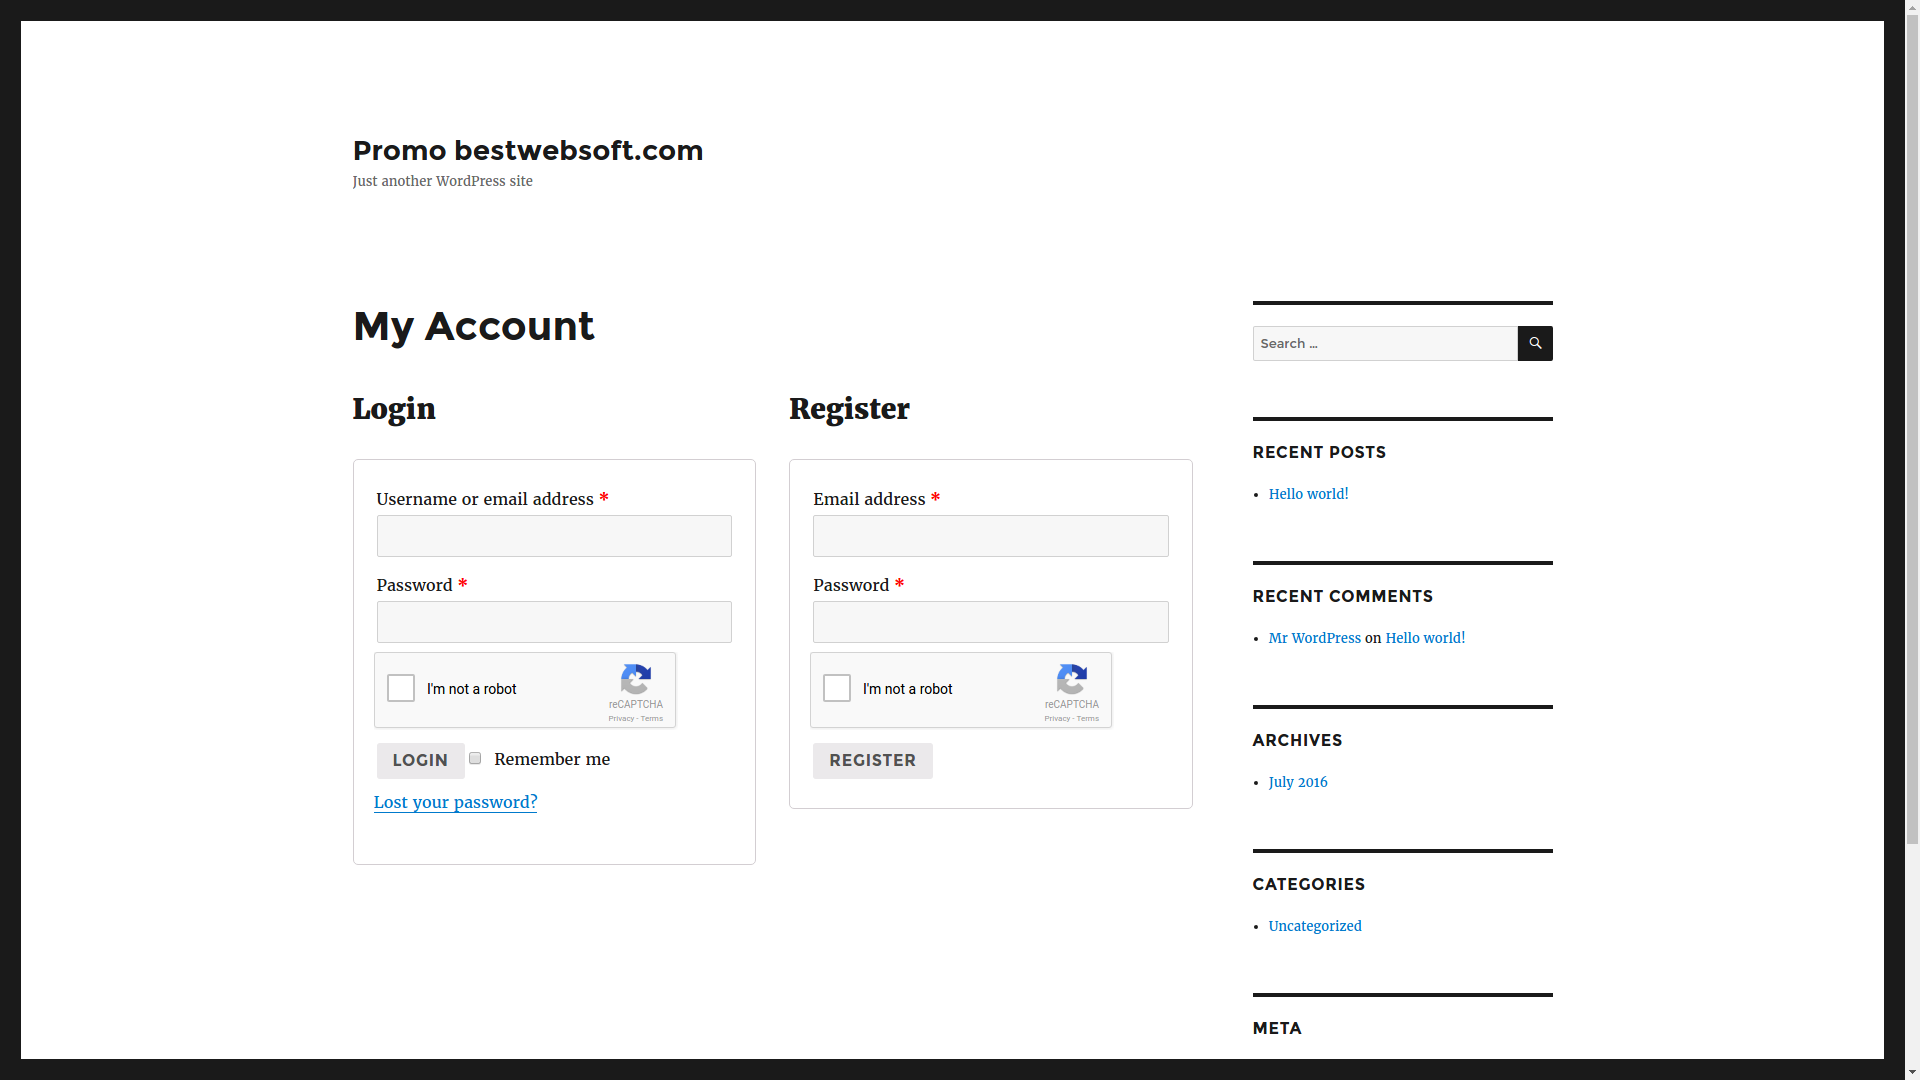 Promo bestwebsoft.com
Just another WordPress site
My Account
Login
Username or email address *
Password *
I'm not a robot
reCAPTCHA
Privacy - Terms
LOGIN
Remember me
Lost your password?
Register
Email address *
Password *
I'm not a robot
reCAPTCHA
Privacy - Terms
REGISTER
Search ...
RECENT POSTS
Hello world!
RECENT COMMENTS
Mr WordPress on Hello world!
ARCHIVES
July 2016
CATEGORIES
Uncategorized
META